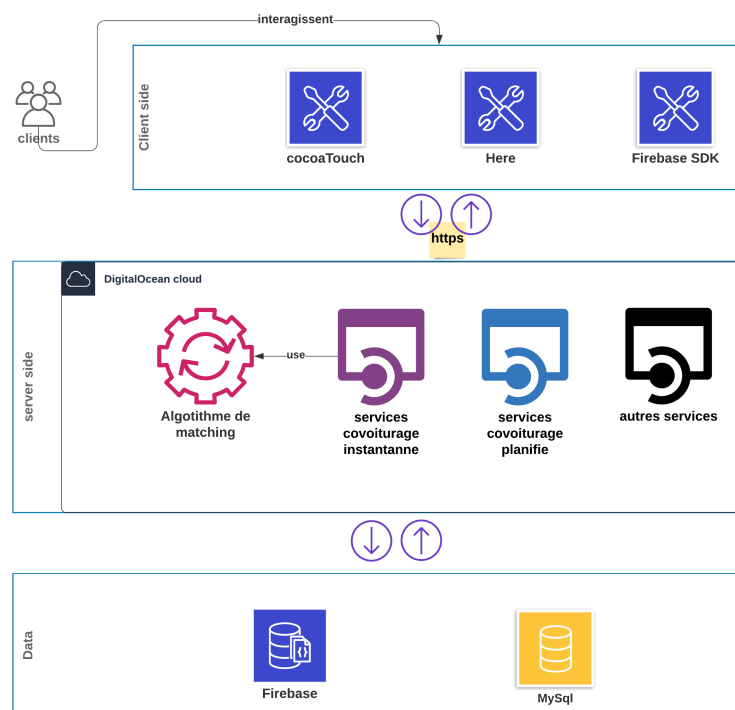 interagissent
clients
Client side
cocoaTouch
Here
Firebase SDK
https
server side
DigitalOcean cloud
use
Algotithme de
matching
services
covoiturage
instantanne
services
covoiturage
planifie
autres services
Data
Firebase
MySql